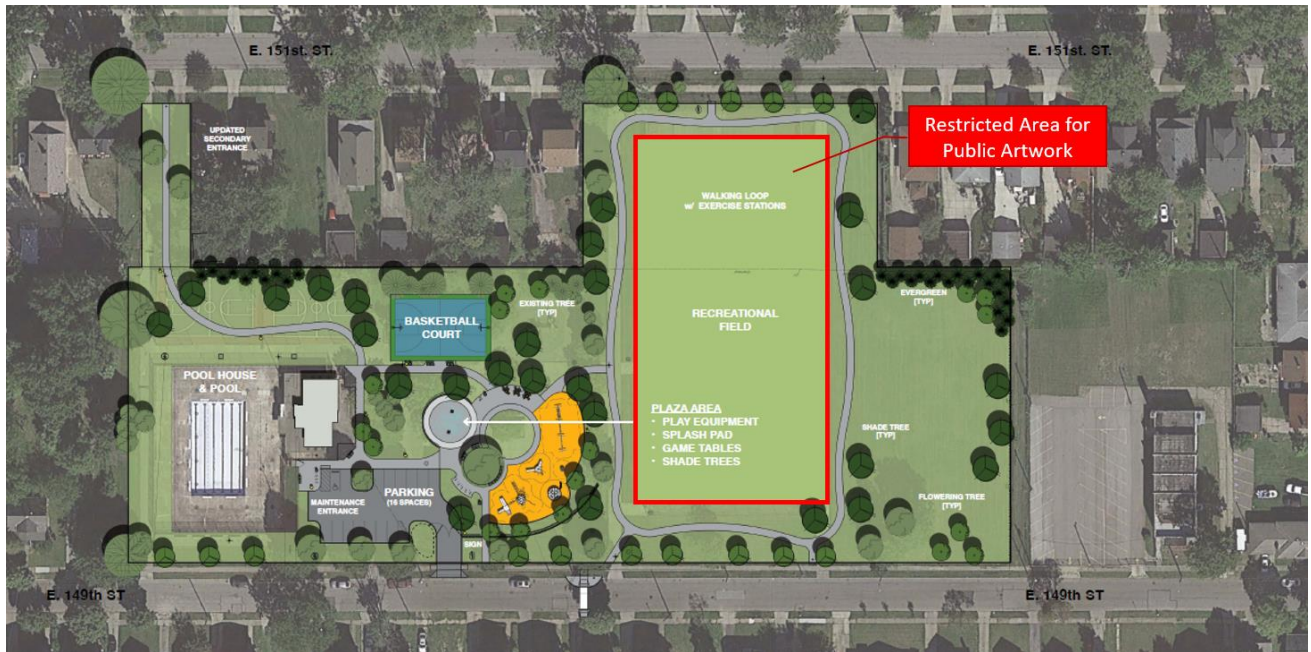 E. 151st. ST.
E. 151st. ST.
Restricted Area for
Public Artwork
UPDATED
SECONDARY
ENTRANCE
WALKING LOOP
w/ EXERCISE STATIONS
EXISTING TREE
[TYP]
EVERGREEN
[TYP]
BASKETBALL
COURT
RECREATIONAL
FIELD
POOL HOUSE
& POOL
PLAZA AREA
• PLAY EQUIPMENT
• SPLASH PAD
• GAME TABLES
• SHADE TREES
SHADE TREE
[TYP]
MAINTENANCE
ENTRANCE
PARKING
(16 SPACES)
FLOWERING TREE
[TYP]
SIGN
E. 149th ST
E. 149th ST